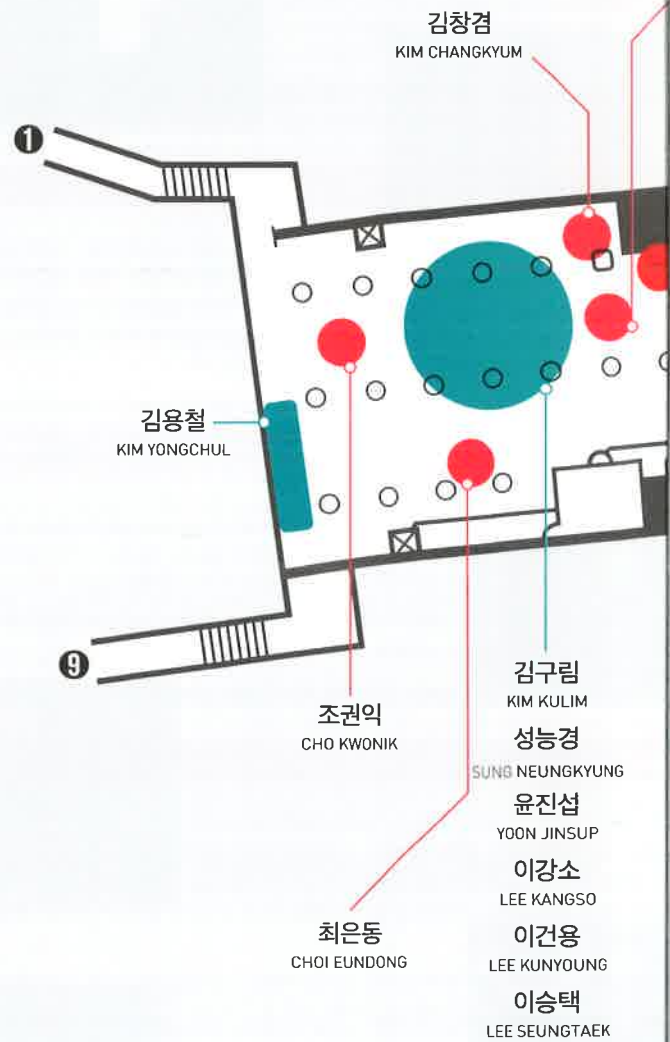 김창겸
KIM CHANGKYUM
1
김용철
KIM YONGCHUL
9
조권익
CHO KWONIK
김구림
KIM KULIM
성능경
SUNG NEUNGKYUNG
윤진섭
YOON JINSUP
이강소
LEE KANGSO
최은동
CHOI EUNDONG
이건용
LEE KUNYOUNG
이승택
LEE SEUNGTAEK